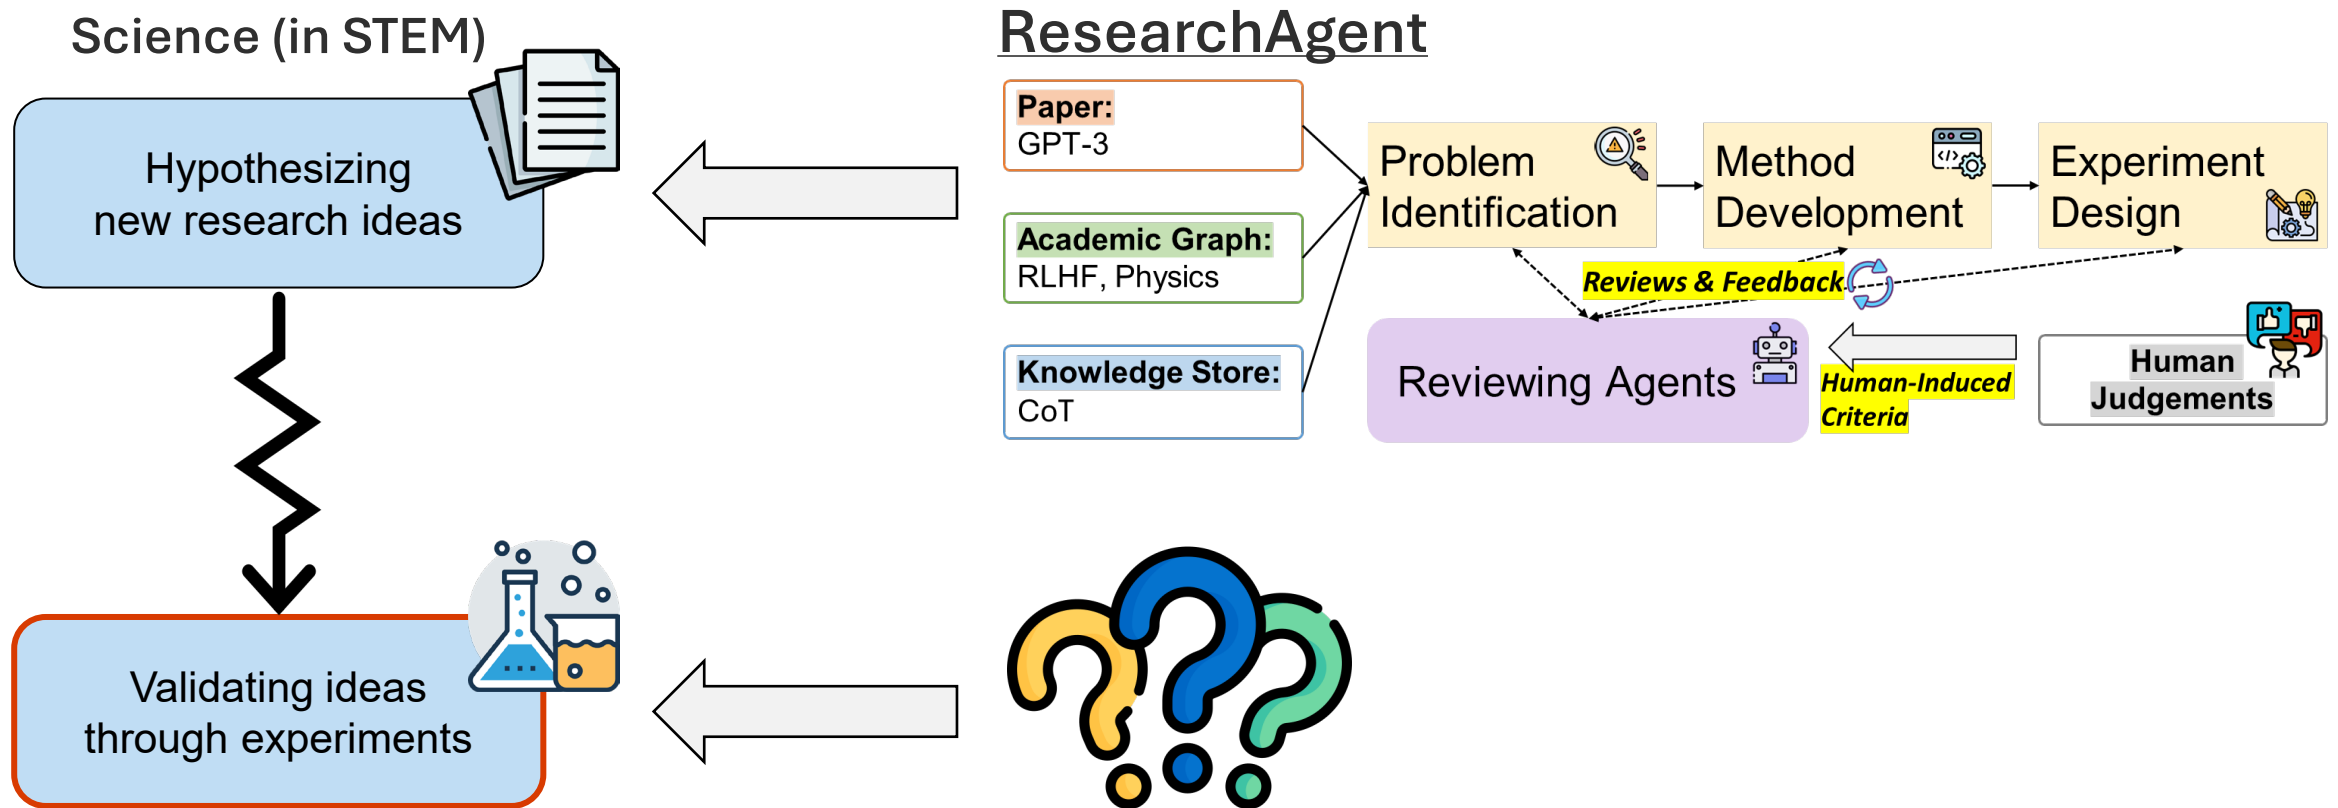 Science (in STEM)
Hypothesizing
new research ideas
Validating ideas
through experiments
ResearchAgent
Paper:
GPT-3
Academic Graph:
RLHF, Physics
Knowledge Store:
CoT
Problem
Identification
Method
Development
Experiment
Design
Reviews & Feedback
Reviewing Agents
Human-Induced
Criteria
Human
Judgements